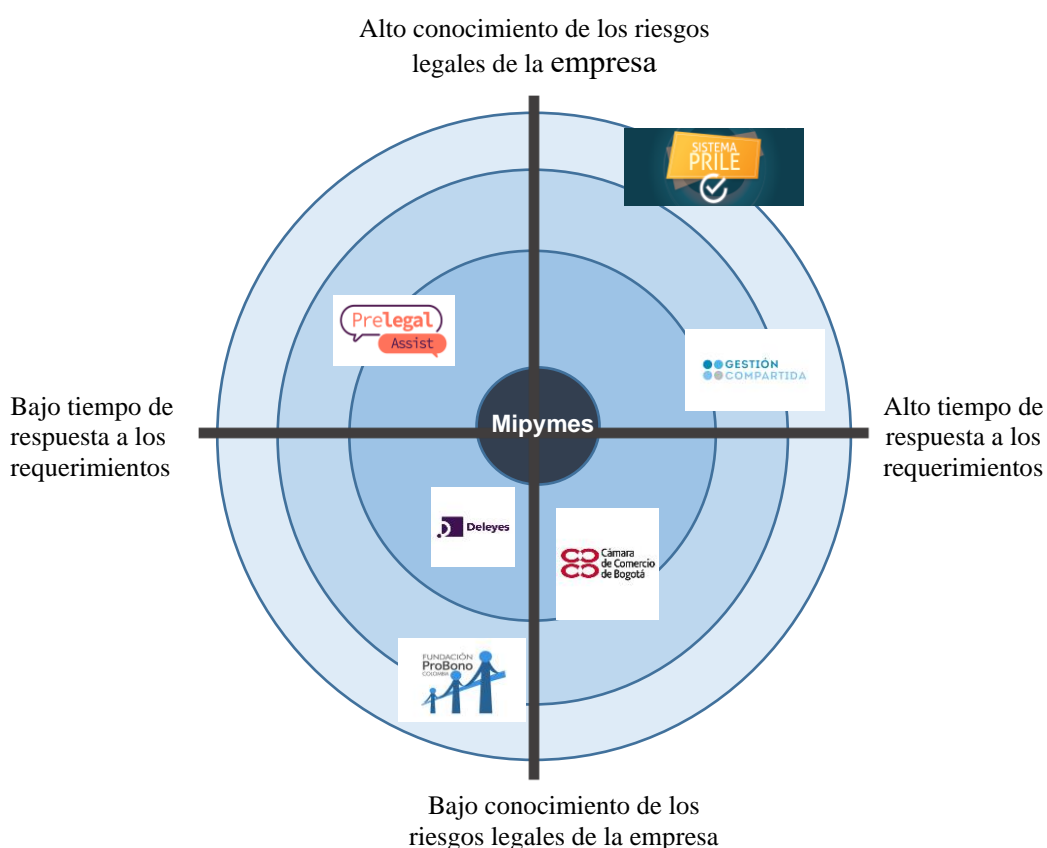 Alto conocimiento de los riesgos
legales de la empresa
SISTEMA
PRILE
Prelegal
Assist
GESTIÓN
COMPARTIDA
Bajo tiempo de
respuesta a los
requerimientos
Mipymes
Alto tiempo de
respuesta a los
requerimientos
Deleyes
Cámara
de Comercio
de Bogotá
FUNDACIÓN
ProBono
COLOMBIA
Bajo conocimiento de los
riesgos legales de la empresa